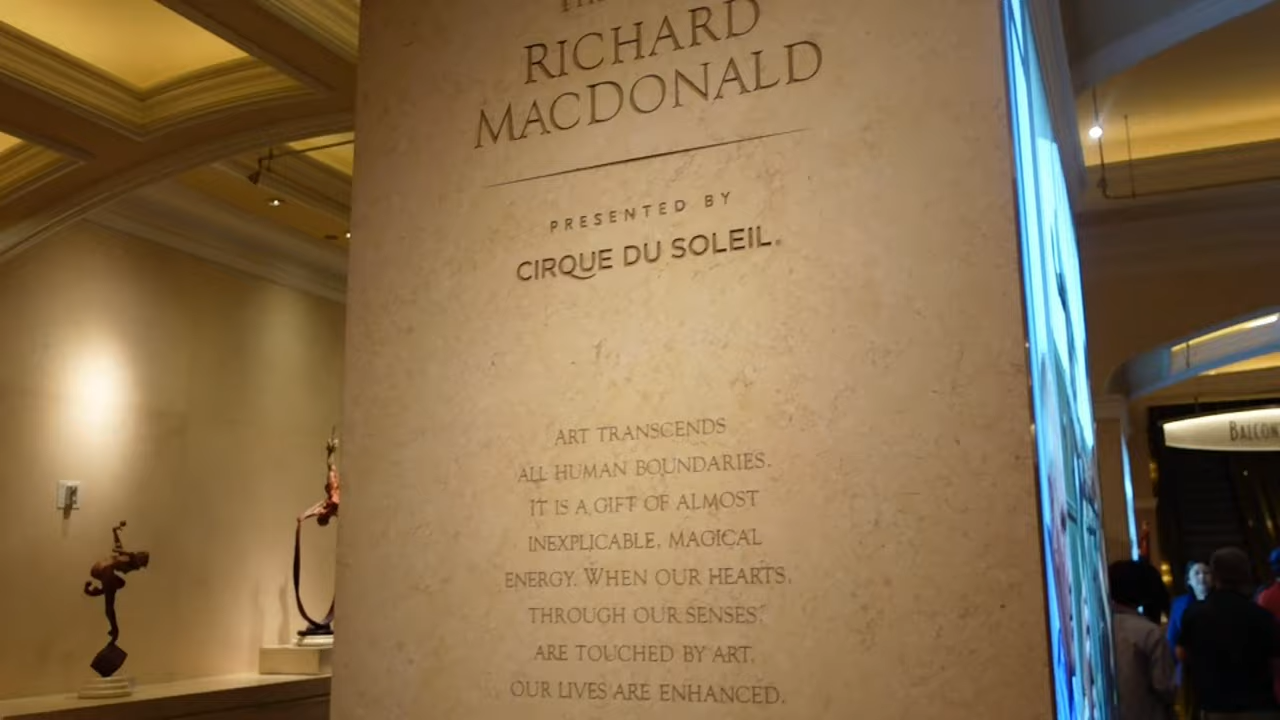 RICHARD
MACDONALD
PRESENTED BY
CIRQUE DU SOLEIL.
ART TRANSCENDS
ALL HUMAN BOUNDARIES.
IT IS A GIFT OF ALMOST
INEXPLICABLE, MAGICAL
ENERGY. WHEN OUR HEARTS,
THROUGH OUR SENSES,
ARE TOUCHED BY ART,
OUR LIVES ARE ENHANCED.